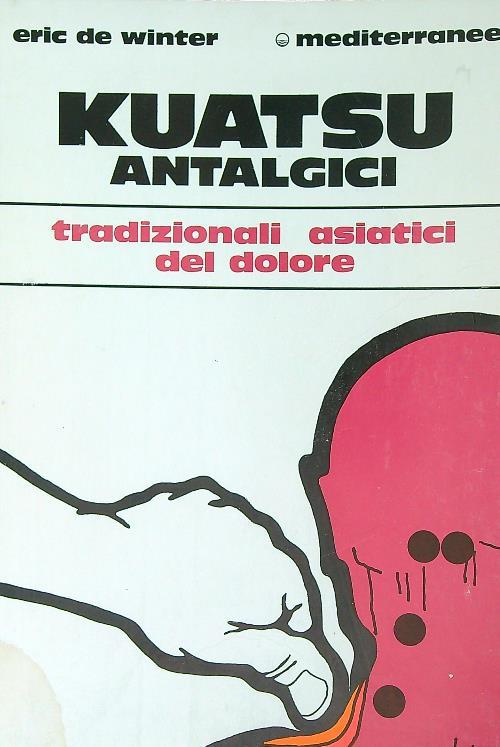 eric de winter mediterranee
KUATSU
ANTALGICI
tradizionali asiatici
del dolore